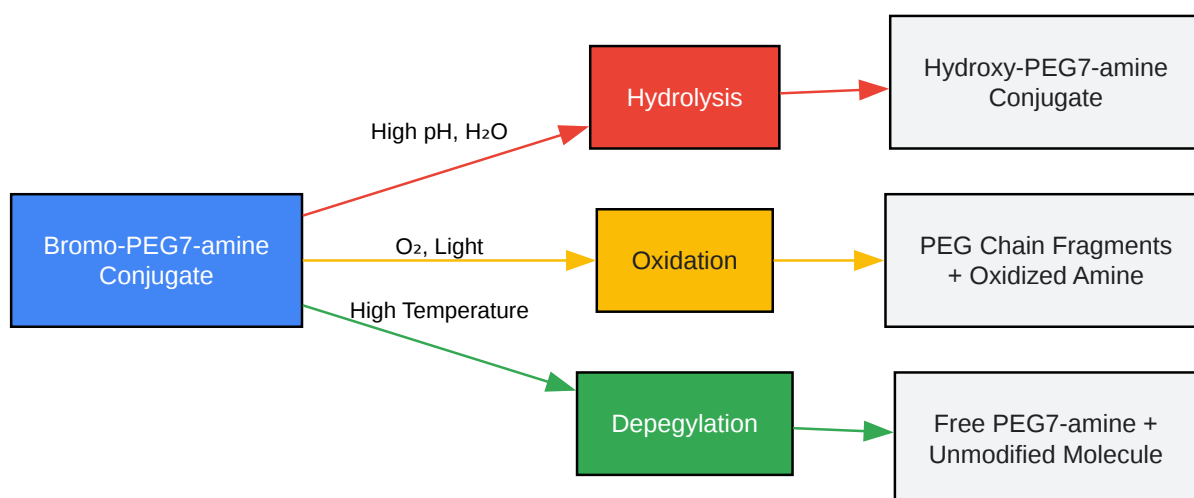 Hydroxy-PEG7-amine
Conjugate
Hydrolysis
High pH, H₂O
Bromo-PEG7-amine
Conjugate
O₂, Light
Oxidation
PEG Chain Fragments
+ Oxidized Amine
High Temperature
Depegylation
Free PEG7-amine +
Unmodified Molecule